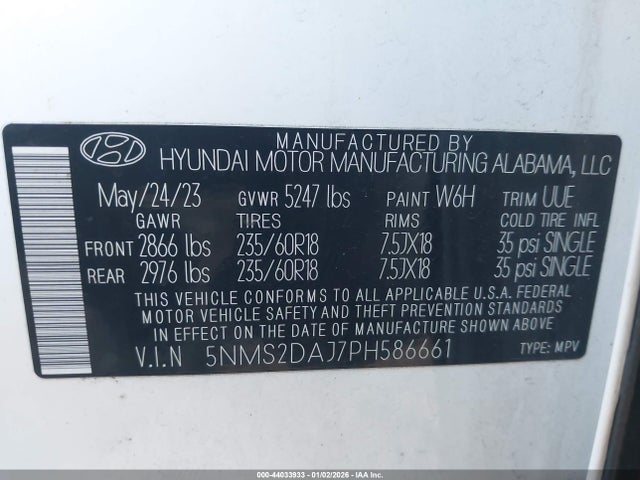 MANUFACTURED BY
HYUNDAI MOTOR MANUFACTURING ALABAMA, LLC
May/24/23 GVWR 5247 lbs PAINT W6H TRIM UUE
GAWR TIRES RIMS COLD TIRE INFL
FRONT 2866 lbs 235/60R18 7.5JX18 35 psi SINGLE
REAR 2976 lbs 235/60R18 7.5JX18 35 psi SINGLE
THIS VEHICLE CONFORMS TO ALL APPLICABLE U.S.A. FEDERAL
MOTOR VEHICLE SAFETY AND THEFT PREVENTION STANDARDS
IN EFFECT ON THE DATE OF MANUFACTURE SHOWN ABOVE.
V.I.N 5NMS2DAJ7PH586661 TYPE: MPV
000-44033933 - 01/02/2026 - IAAI, Inc.